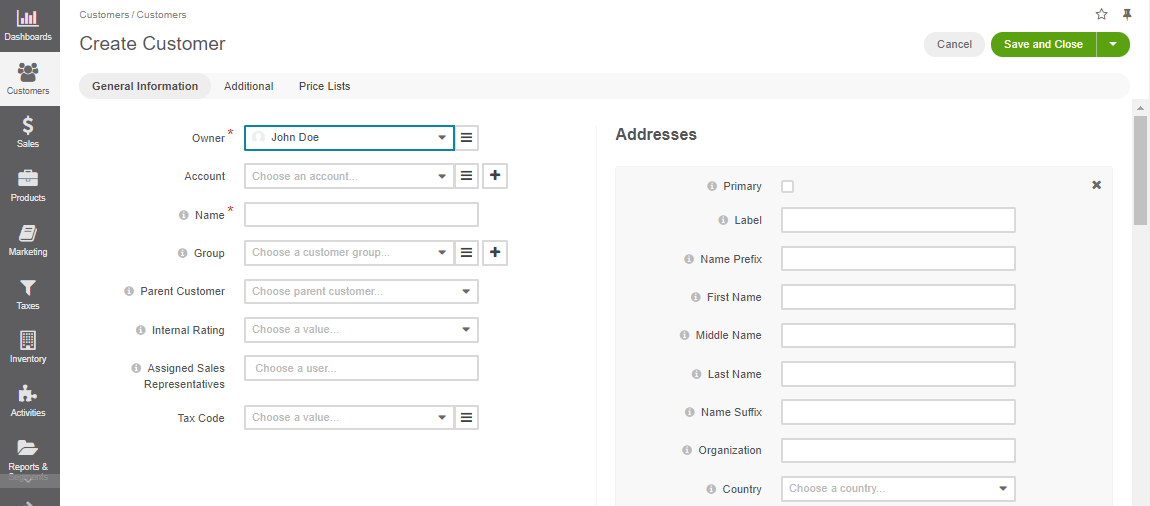 Dashboards
Customers
Sales
Products
Marketing
Taxes
Inventory
Activities
Reports &
Segments
Customers / Customers
Create Customer
Cancel
Save and Close
General Information
Additional
Price Lists
Owner *
John Doe
Account
Choose an account...
Name *
Group
Choose a customer group...
Parent Customer
Choose parent customer...
Internal Rating
Choose a value...
Assigned Sales
Representatives
Choose a user...
Tax Code
Choose a value...
Addresses
Primary
Label
Name Prefix
First Name
Middle Name
Last Name
Name Suffix
Organization
Country
Choose a country...